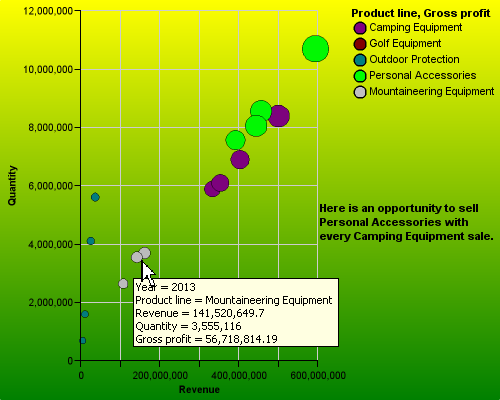 Product line, Gross profit
Camping Equipment
Golf Equipment
Outdoor Protection
Personal Accessories
Mountaineering Equipment
12,000,000
10,000,000
8,000,000
6,000,000
4,000,000
2,000,000
0
Quantity
Here is an opportunity to sell
Personal Accessories with
every Camping Equipment sale.
Year = 2013
Product line = Mountaineering Equipment
Revenue = 141,520,649.7
Quantity = 3,555,116
Gross profit = 56,718,814.19
0 200,000,000 400,000,000 600,000,000
Revenue